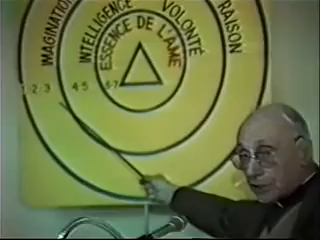 IMAGINATION
INTELLIGENCE
VOLONTÉ
RAISON
ESSENCE DE L'AME
1·2·3
4·5
6·7